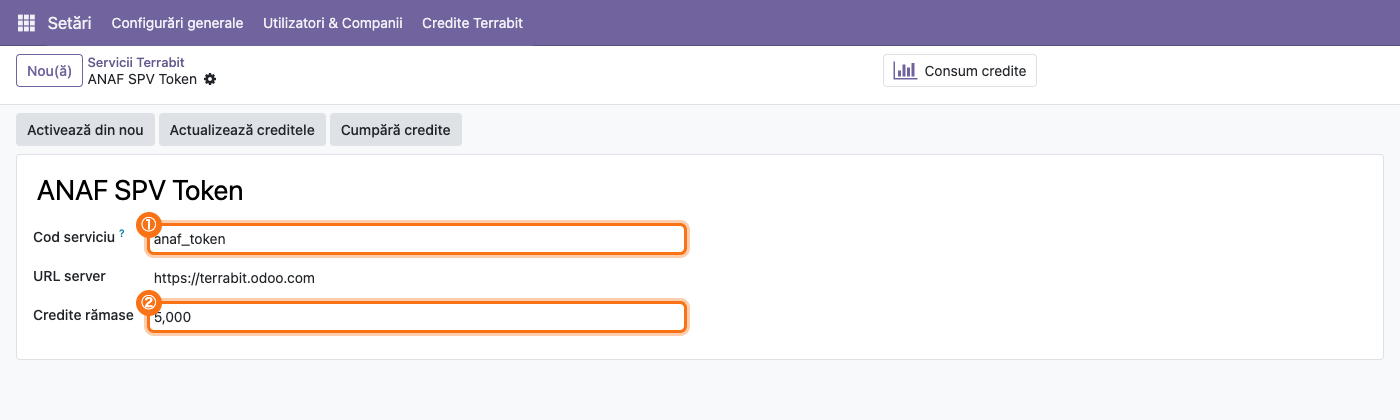 Setări Configurări generale Utilizatori & Companii Credite Terrabit
Nou(ă) Servicii Terrabit
ANAF SPV Token
Consum credite
Activează din nou Actualizează creditele Cumpără credite
ANAF SPV Token
①
Cod serviciu ? anaf_token
URL server https://terrabit.odoo.com
②
Credite rămase 5,000